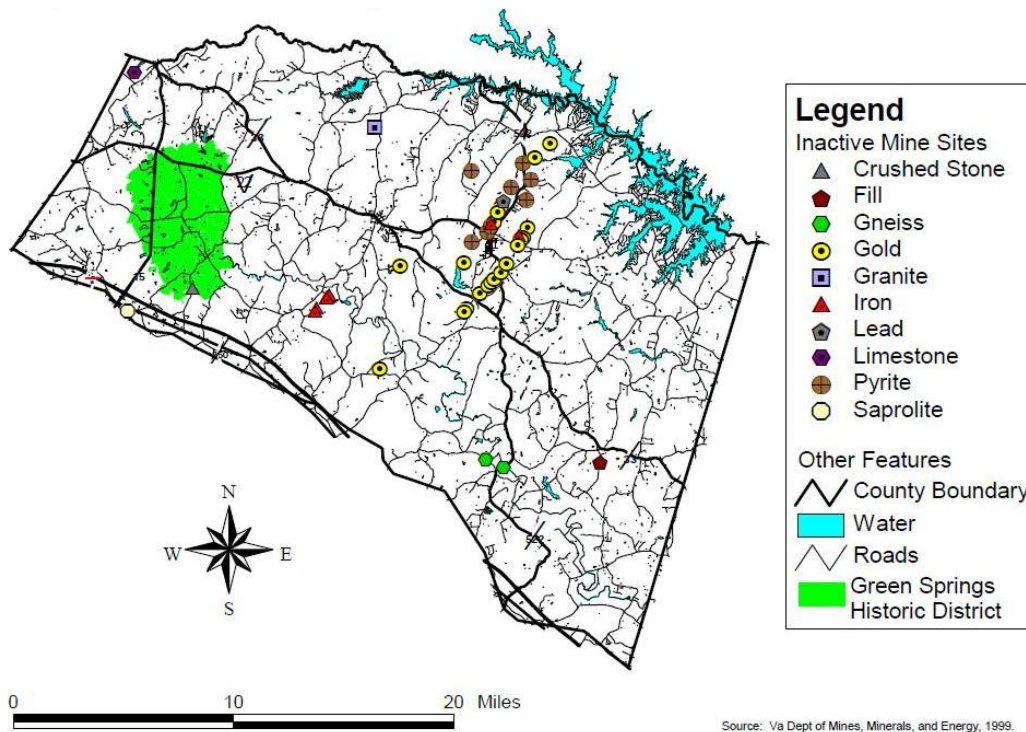 Legend
Inactive Mine Sites
Crushed Stone
Fill
Gneiss
Gold
Granite
Iron
Lead
Limestone
Pyrite
Saprolite
Other Features
County Boundary
Water
Roads
Green Springs
Historic District
522
33
N
W E
S
0 10 20 Miles
Source: Va Dept of Mines, Minerals, and Energy, 1999.